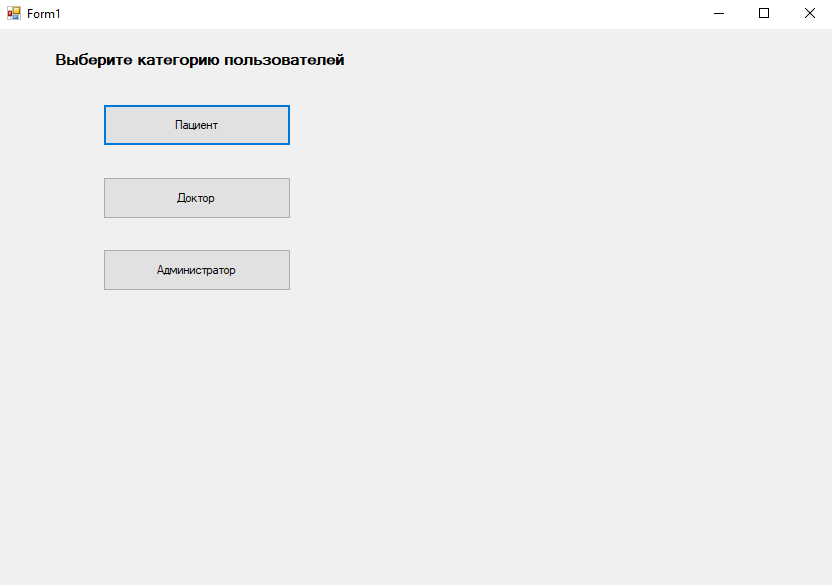 Form1
Выберите категорию пользователей
Пациент
Доктор
Администратор